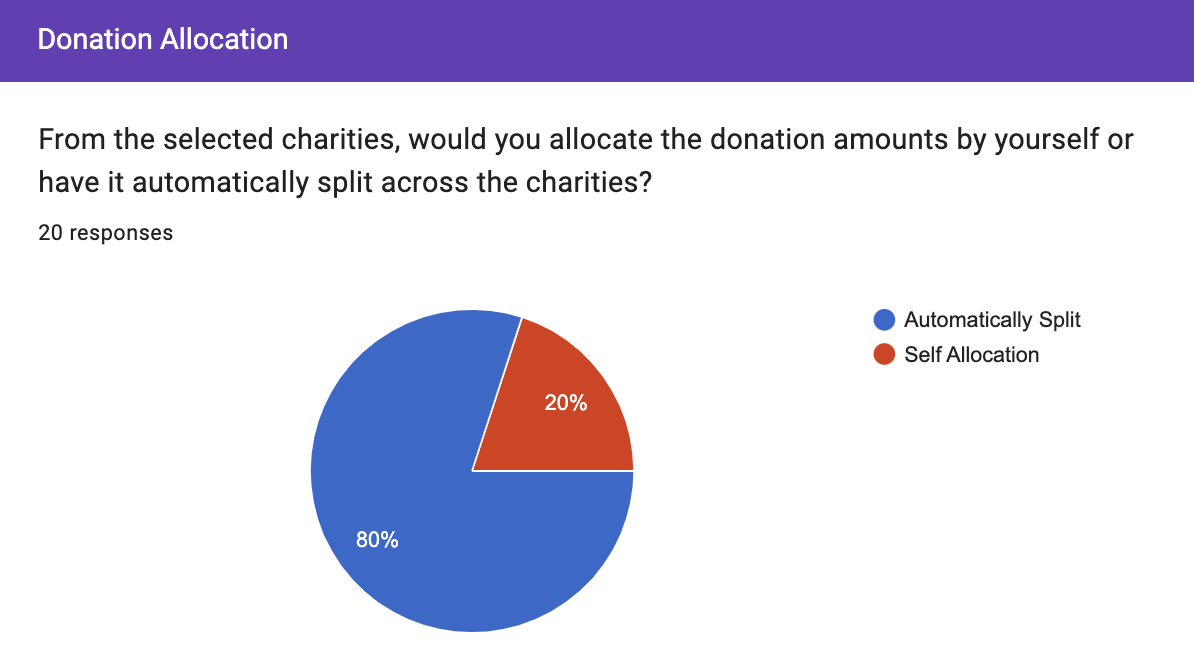 Donation Allocation
From the selected charities, would you allocate the donation amounts by yourself or
have it automatically split across the charities?
20 responses
Automatically Split
Self Allocation
20%
80%